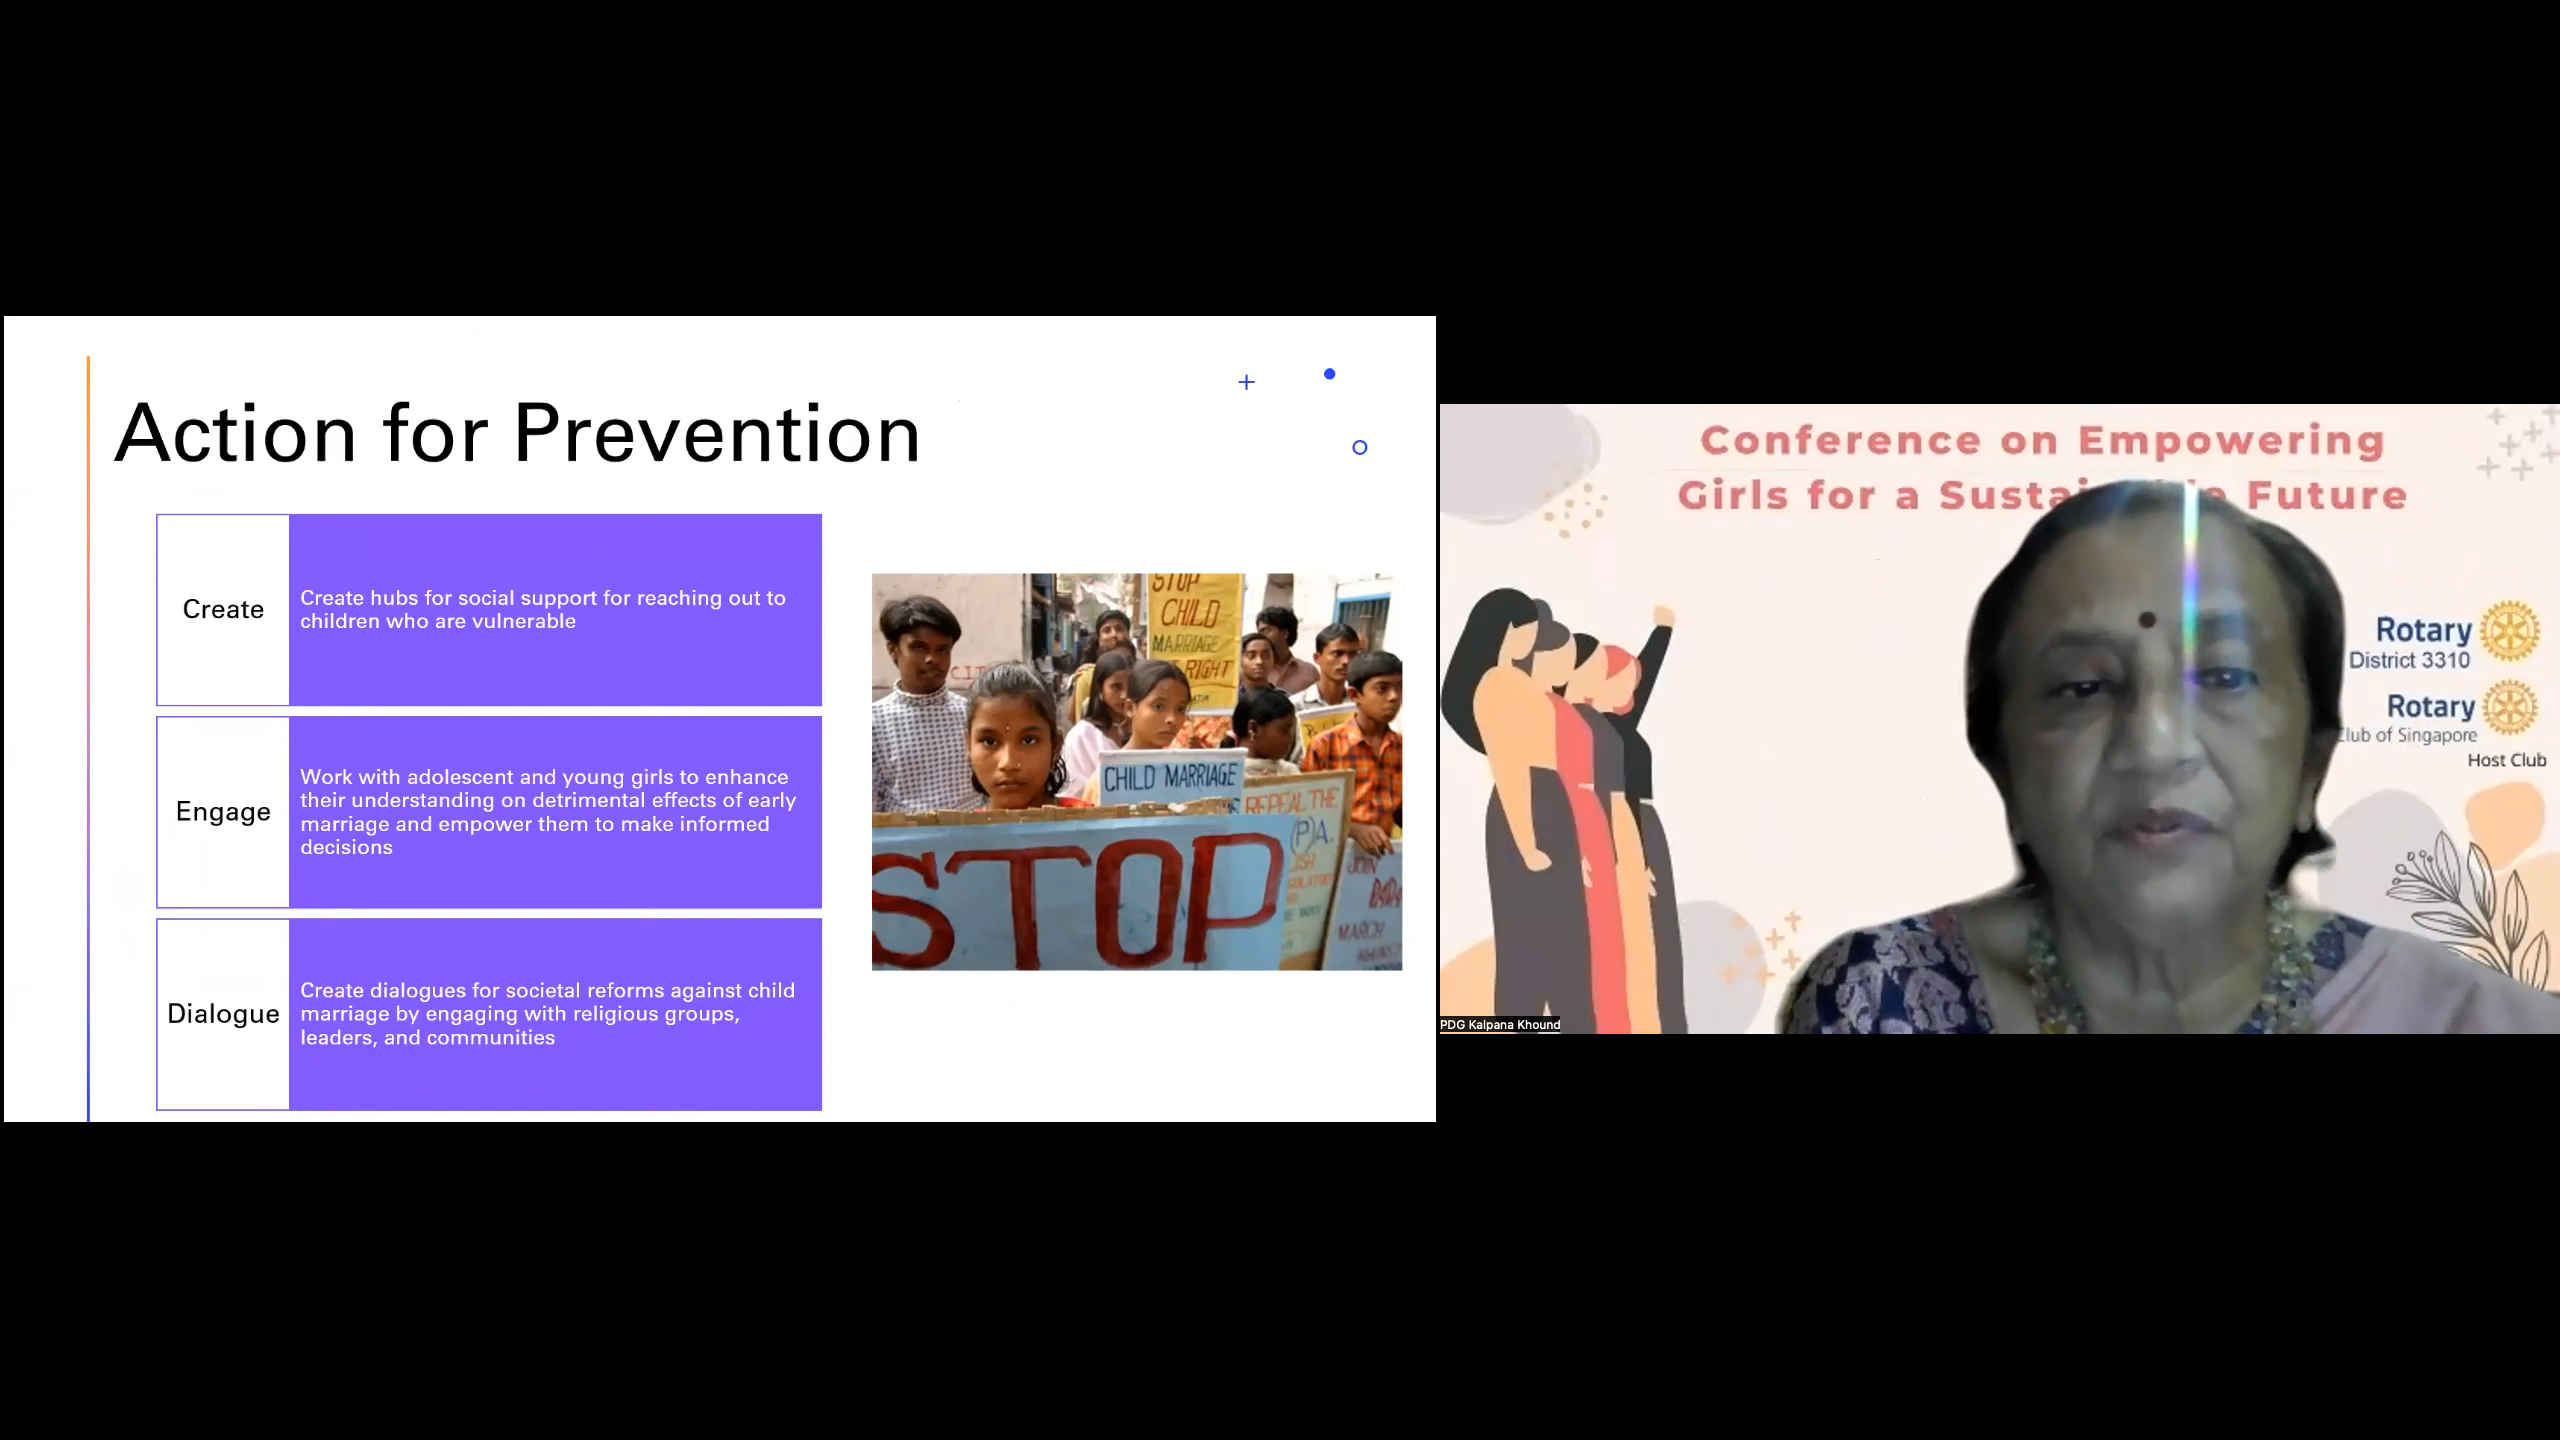 Action for Prevention
Create
Create hubs for social support for reaching out to
children who are vulnerable
Engage
Work with adolescent and young girls to enhance
their understanding on detrimental effects of early
marriage and empower them to make informed
decisions
Dialogue
Create dialogues for societal reforms against child
marriage by engaging with religious groups,
leaders, and communities
STOP
CHILD
MARRIAGE
RIGHT
CHILD MARRIAGE
REPEAL THE
(P)A.
STOP
JOIN
MARCH
Conference on Empowering
Girls for a Future
Rotary
District 3310
Rotary
Club of Singapore
Host Club
PDG Kalpana Khound